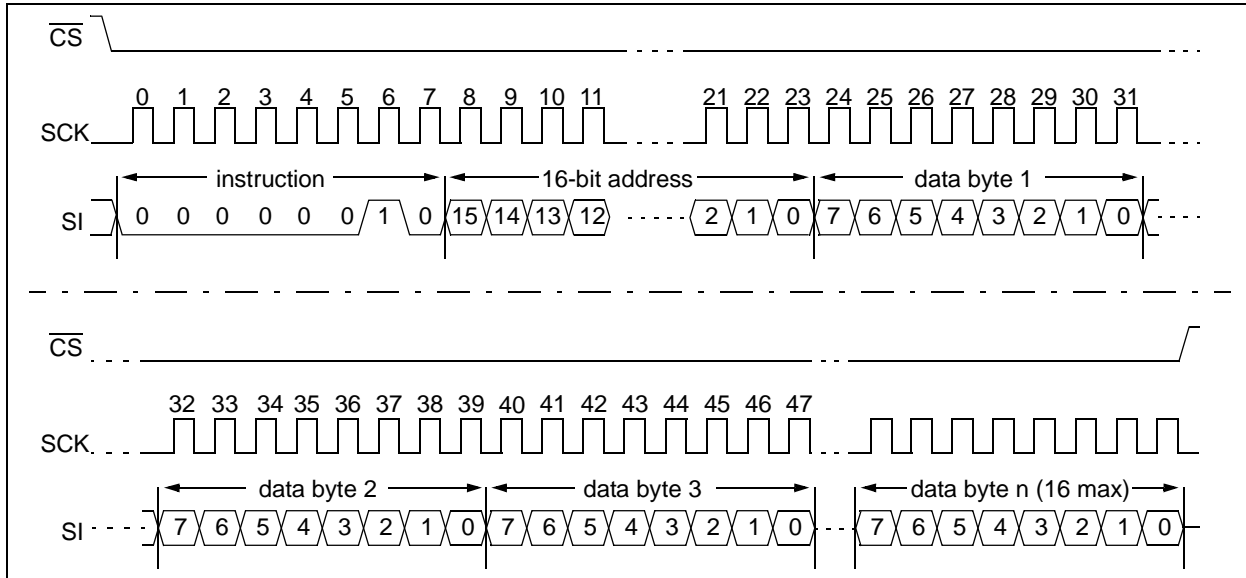 CS
0 1 2 3 4 5 6 7 8 9 10 11 21 22 23 24 25 26 27 28 29 30 31
SCK
instruction 16-bit address data byte 1
SI 0 0 0 0 0 0 1 0 15 14 13 12 2 1 0 7 6 5 4 3 2 1 0
CS
32 33 34 35 36 37 38 39 40 41 42 43 44 45 46 47
SCK
data byte 2 data byte 3 data byte n (16 max)
SI 7 6 5 4 3 2 1 0 7 6 5 4 3 2 1 0 7 6 5 4 3 2 1 0